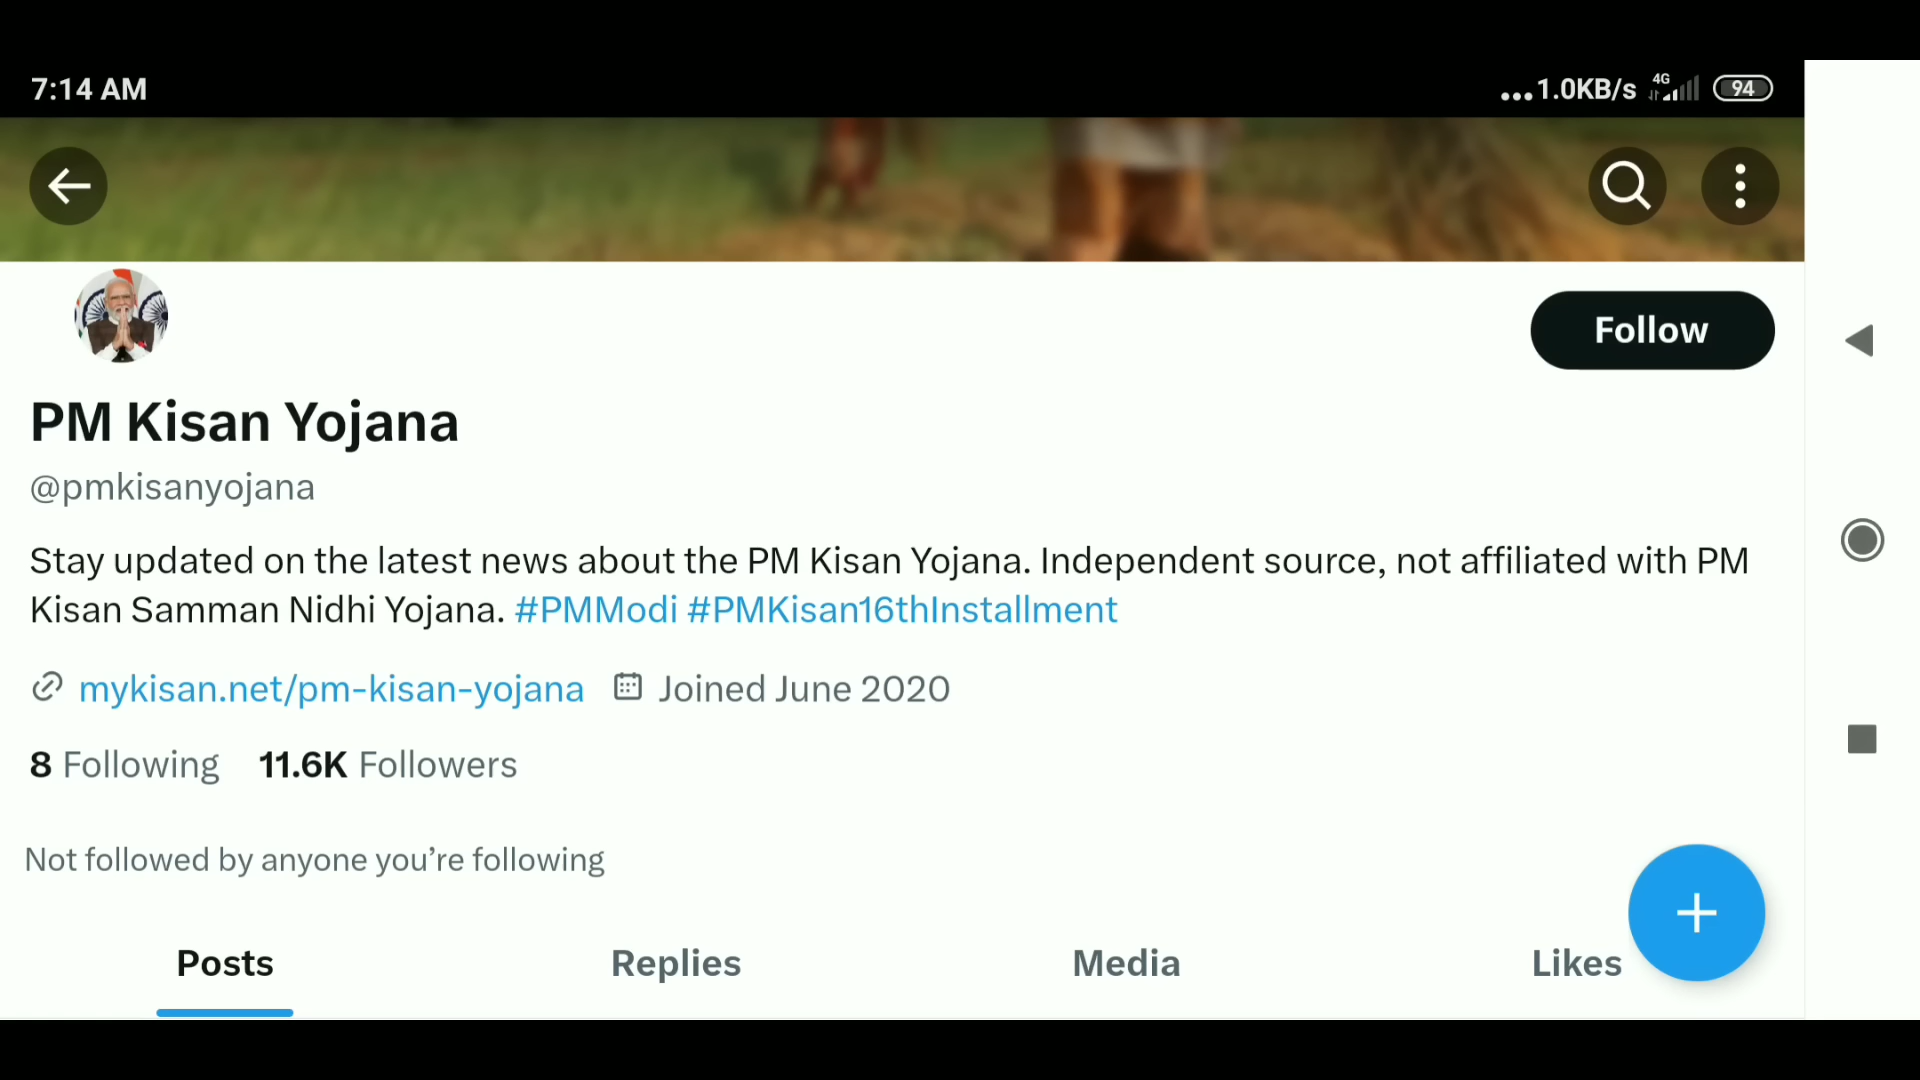 7:14 AM
...1.0KB/s 4G 94
Follow
PM Kisan Yojana
@pmkisanyojana
Stay updated on the latest news about the PM Kisan Yojana. Independent source, not affiliated with PM
Kisan Samman Nidhi Yojana. #PMModi #PMKisan16thInstallment
mykisan.net/pm-kisan-yojana Joined June 2020
8 Following 11.6K Followers
Not followed by anyone you’re following
Posts Replies Media Likes